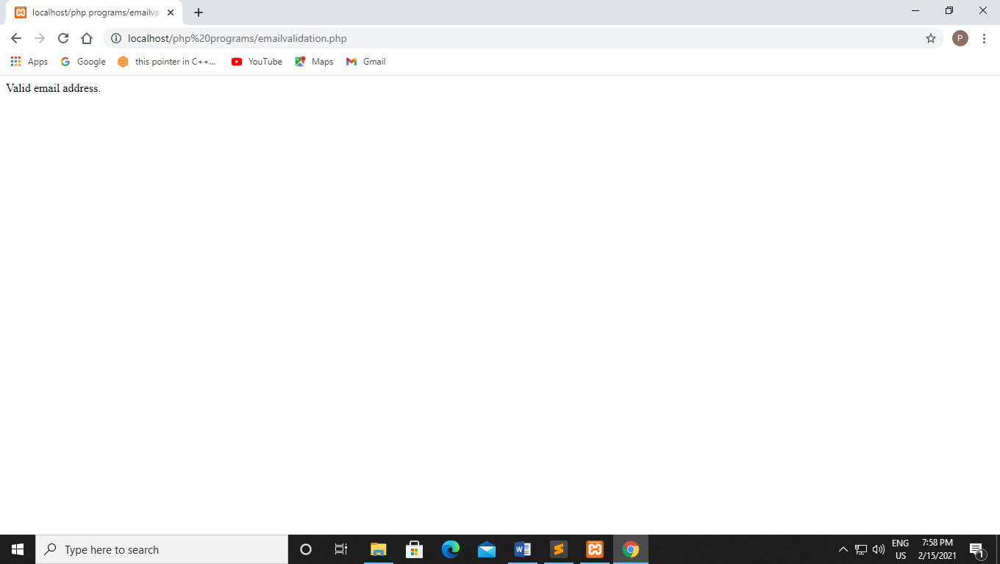 localhost/php programs/emailva
localhost/php%20programs/emailvalidation.php
P
Apps Google this pointer in C++... YouTube Maps Gmail
Valid email address.
Type here to search
ENG 7:58 PM
US 2/15/2021
1